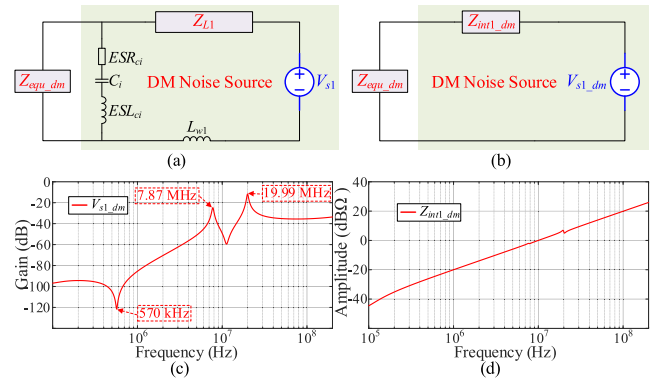 Z_L1
ESR_ci
C_i
ESL_ci
Z_equ_dm
DM Noise Source
V_s1
L_w1
(a)
Z_int1_dm
Z_equ_dm
DM Noise Source
V_s1_dm
(b)
0
-20
-40
-60
-80
-100
-120
Gain (dB)
V_s1_dm
7.87 MHz
19.99 MHz
570 kHz
10^6
10^7
10^8
Frequency (Hz)
(c)
40
20
0
-20
-40
-60
Amplitude (dBΩ)
Z_int1_dm
10^5
10^6
10^7
10^8
Frequency (Hz)
(d)